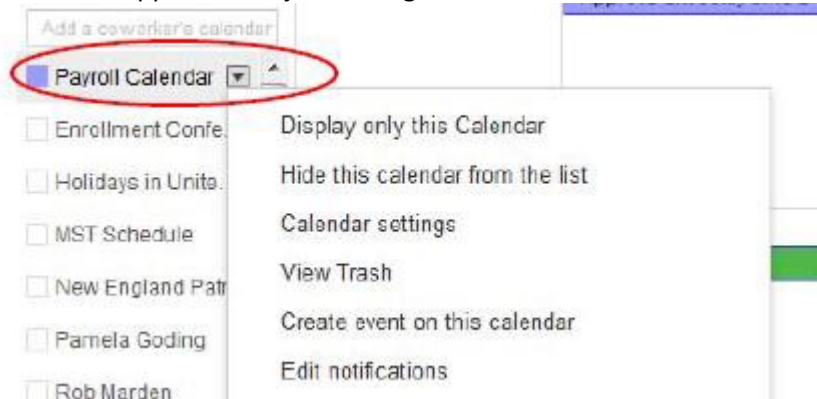 Add a coworker's calendar
Payroll Calendar
Enrollment Confe.
Holidays in Unite.
MST Schedule
New England Patr
Pamela Goding
Rob Marden
Display only this Calendar
Hide this calendar from the list
Calendar settings
View Trash
Create event on this calendar
Edit notifications